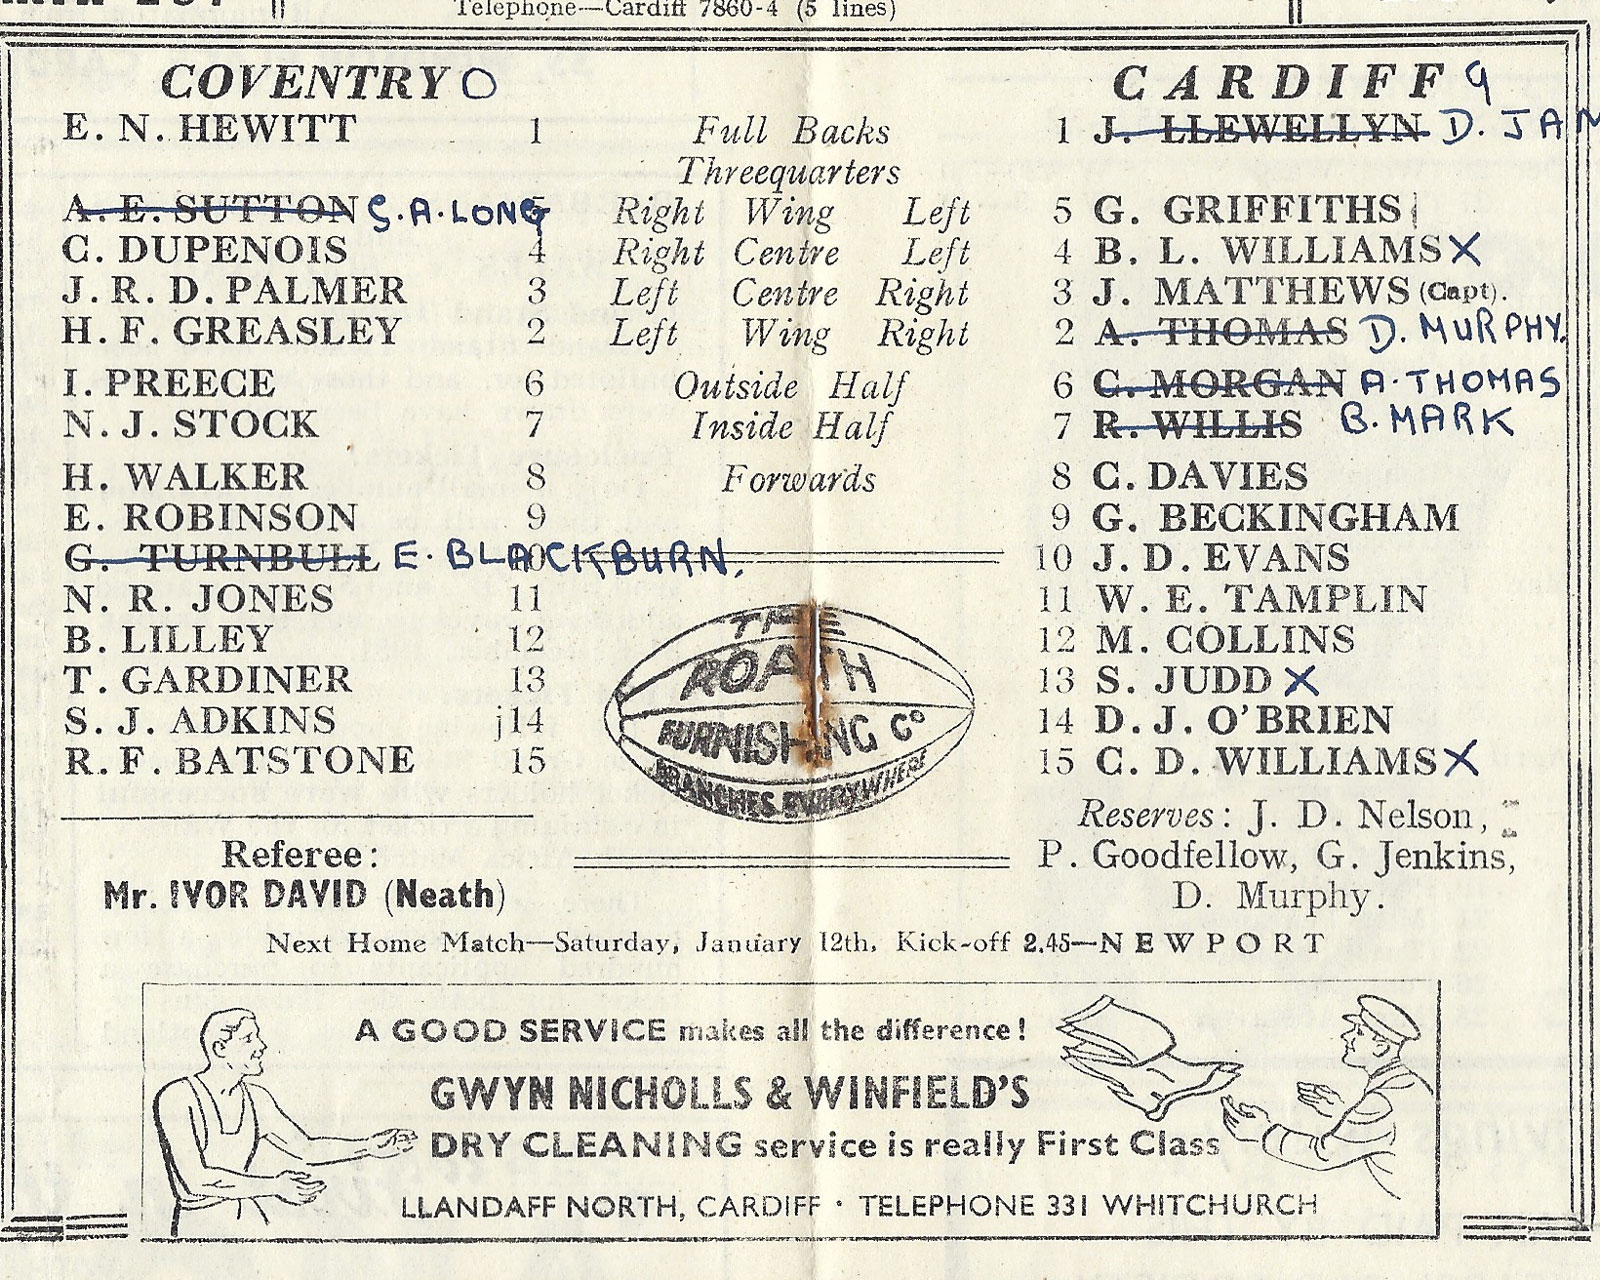 Telephone—Cardiff 7860-4 (5 lines)
COVENTRY 0 CARDIFF 9
E. N. HEWITT 1 Full Backs 1 J. LLEWELLYN D. JAM
Threequarters
A. E. SUTTON S.A.LONG 5 Right Wing Left 5 G. GRIFFITHS
C. DUPENOIS 4 Right Centre Left 4 B. L. WILLIAMS X
J. R. D. PALMER 3 Left Centre Right 3 J. MATTHEWS (Capt).
H. F. GREASLEY 2 Left Wing Right 2 A. THOMAS D. MURPHY.
I. PREECE 6 Outside Half 6 C. MORGAN A. THOMAS
N. J. STOCK 7 Inside Half 7 R. WILLIS B. MARK
H. WALKER 8 Forwards 8 C. DAVIES
E. ROBINSON 9 9 G. BECKINGHAM
G. TURNBULL E. BLACKBURN. 10 10 J. D. EVANS
N. R. JONES 11 11 W. E. TAMPLIN
B. LILLEY 12 12 M. COLLINS
T. GARDINER 13 13 S. JUDD X
S. J. ADKINS j14 14 D. J. O'BRIEN
R. F. BATSTONE 15 15 C. D. WILLIAMS X
THE
ROATH
FURNISHING Co
BRANCHES EVERYWHERE
Reserves: J. D. Nelson,
P. Goodfellow, G. Jenkins,
D. Murphy.
Referee:
Mr. IVOR DAVID (Neath)
Next Home Match—Saturday, January 12th, Kick-off 2.45—NEWPORT
A GOOD SERVICE makes all the difference!
GWYN NICHOLLS & WINFIELD'S
DRY CLEANING service is really First Class
LLANDAFF NORTH, CARDIFF · TELEPHONE 331 WHITCHURCH